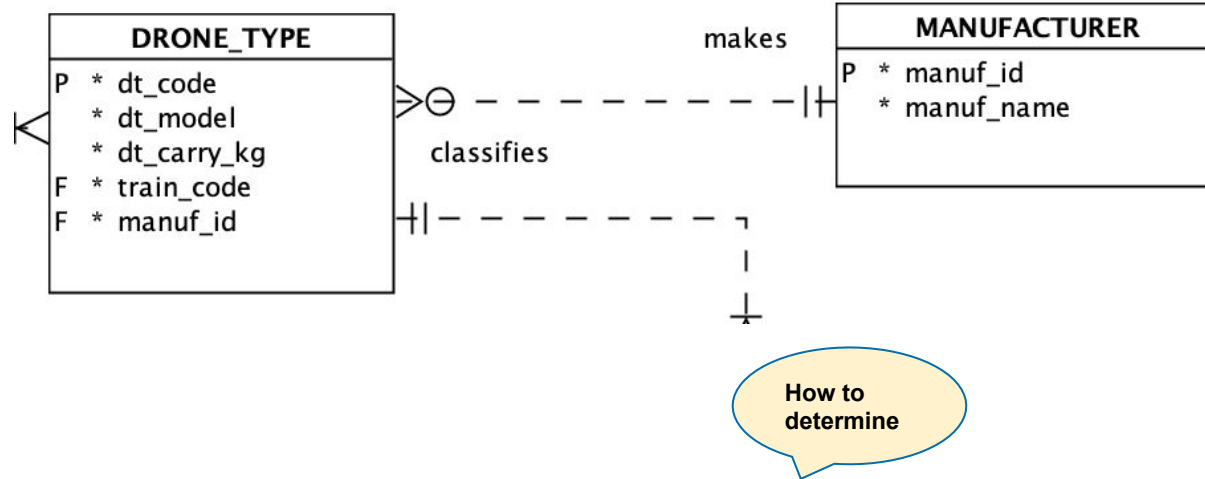 DRONE_TYPE
P * dt_code
* dt_model
* dt_carry_kg
F * train_code
F * manuf_id
makes
classifies
MANUFACTURER
P * manuf_id
* manuf_name
How to
determine